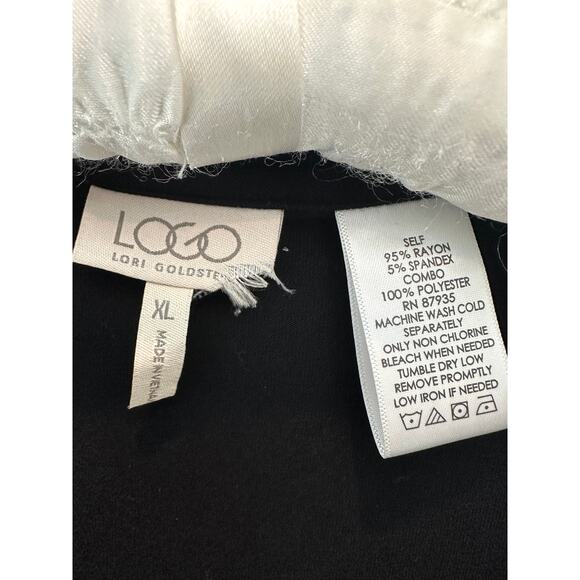 LOGO
LORI GOLDSTE
XL
MADE IN VIETNA
SELF
95% RAYON
5% SPANDEX
COMBO
100% POLYESTER
RN 87935
MACHINE WASH COLD
SEPARATELY
ONLY NON CHLORINE
BLEACH WHEN NEEDED
TUMBLE DRY LOW
REMOVE PROMPTLY
LOW IRON IF NEEDED